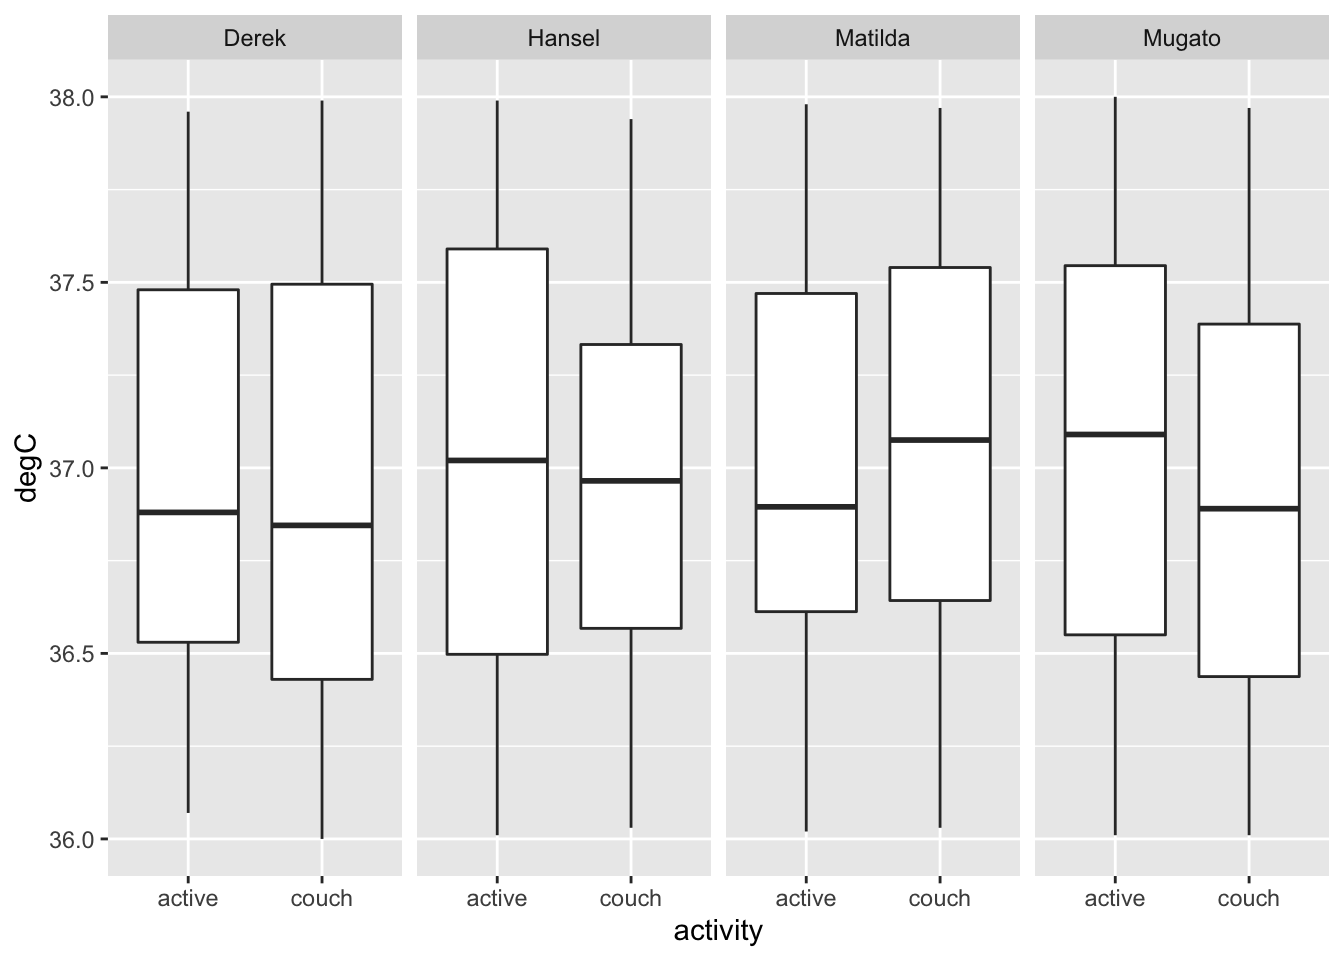 Derek Hansel Matilda Mugato
38.0
37.5
37.0
36.5
36.0
degC
active couch active couch active couch active couch
activity